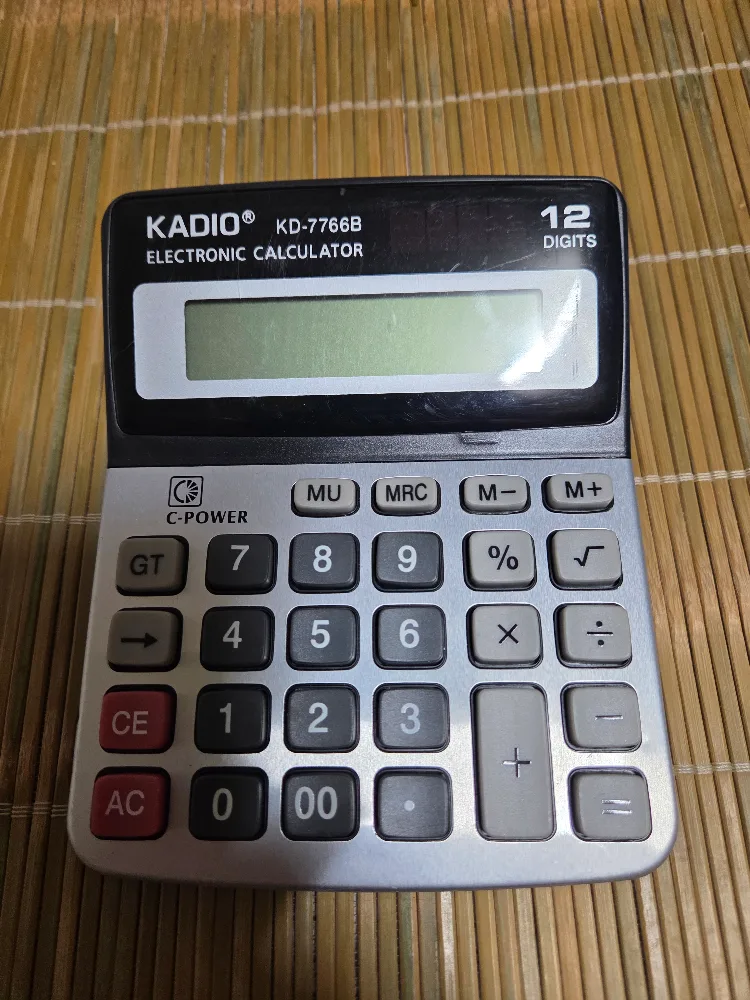 KADIO® KD-7766B
ELECTRONIC CALCULATOR
12
DIGITS
C-POWER
MU MRC M− M+
GT 7 8 9 % √
→ 4 5 6 × ÷
CE 1 2 3 + −
AC 0 00 . =